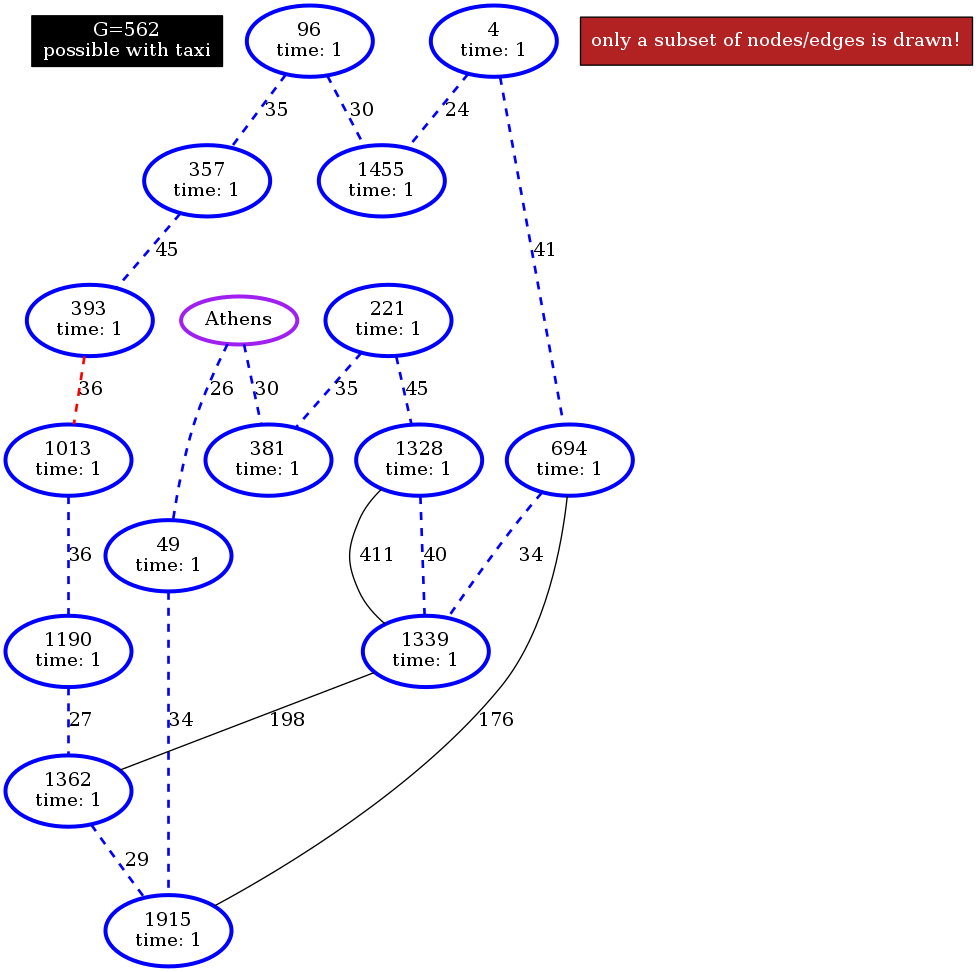 G=562
possible with taxi
96
time: 1
4
time: 1
only a subset of nodes/edges is drawn!
35
30
24
357
time: 1
1455
time: 1
45
41
393
time: 1
Athens
221
time: 1
36
26
30
35
45
1013
time: 1
381
time: 1
1328
time: 1
694
time: 1
36
49
time: 1
411
40
34
1190
time: 1
1339
time: 1
27
34
198
176
1362
time: 1
29
1915
time: 1